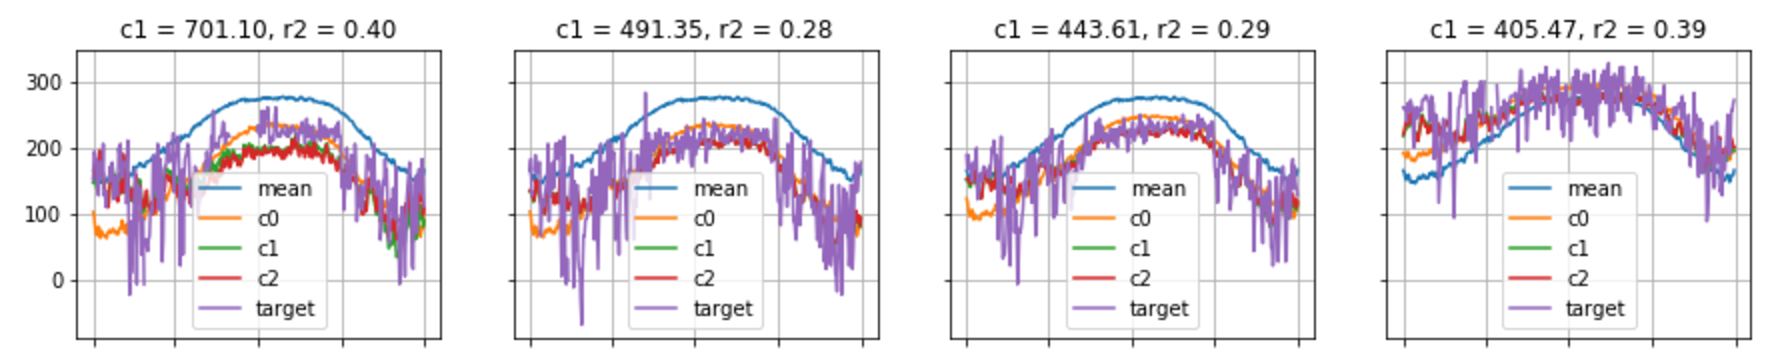 c1 = 701.10, r2 = 0.40
c1 = 491.35, r2 = 0.28
c1 = 443.61, r2 = 0.29
c1 = 405.47, r2 = 0.39
300
200
100
0
mean
c0
c1
c2
target
mean
c0
c1
c2
target
mean
c0
c1
c2
target
mean
c0
c1
c2
target